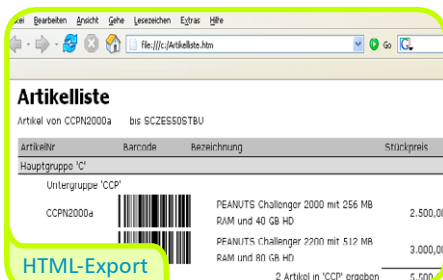 Bearbeiten Ansicht Gehe Lesezeichen Extras Hilfe
file:///c:/Artikelliste.htm Go
Artikelliste
Artikel von CCPN2000a bis SCZES50STBU
ArtikelNr Barcode Bezeichnung Stückpreis
Hauptgruppe 'C'
Untergruppe 'CCP'
CCPN2000a PEANUTS Challenger 2000 mit 256 MB 2.500,00
RAM und 40 GB HD
PEANUTS Challenger 2200 mit 512 MB 3.000,00
RAM und 80 GB HD
2 Artikel in 'CCP' ergeben 5.500
HTML-Export